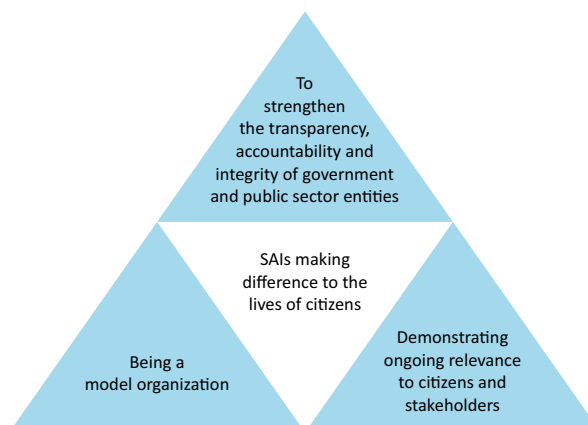 To
strengthen
the transparency,
accountability and
integrity of government
and public sector entities
SAIs making
difference to the
lives of citizens
Being a
model organization
Demonstrating
ongoing relevance
to citizens and
stakeholders